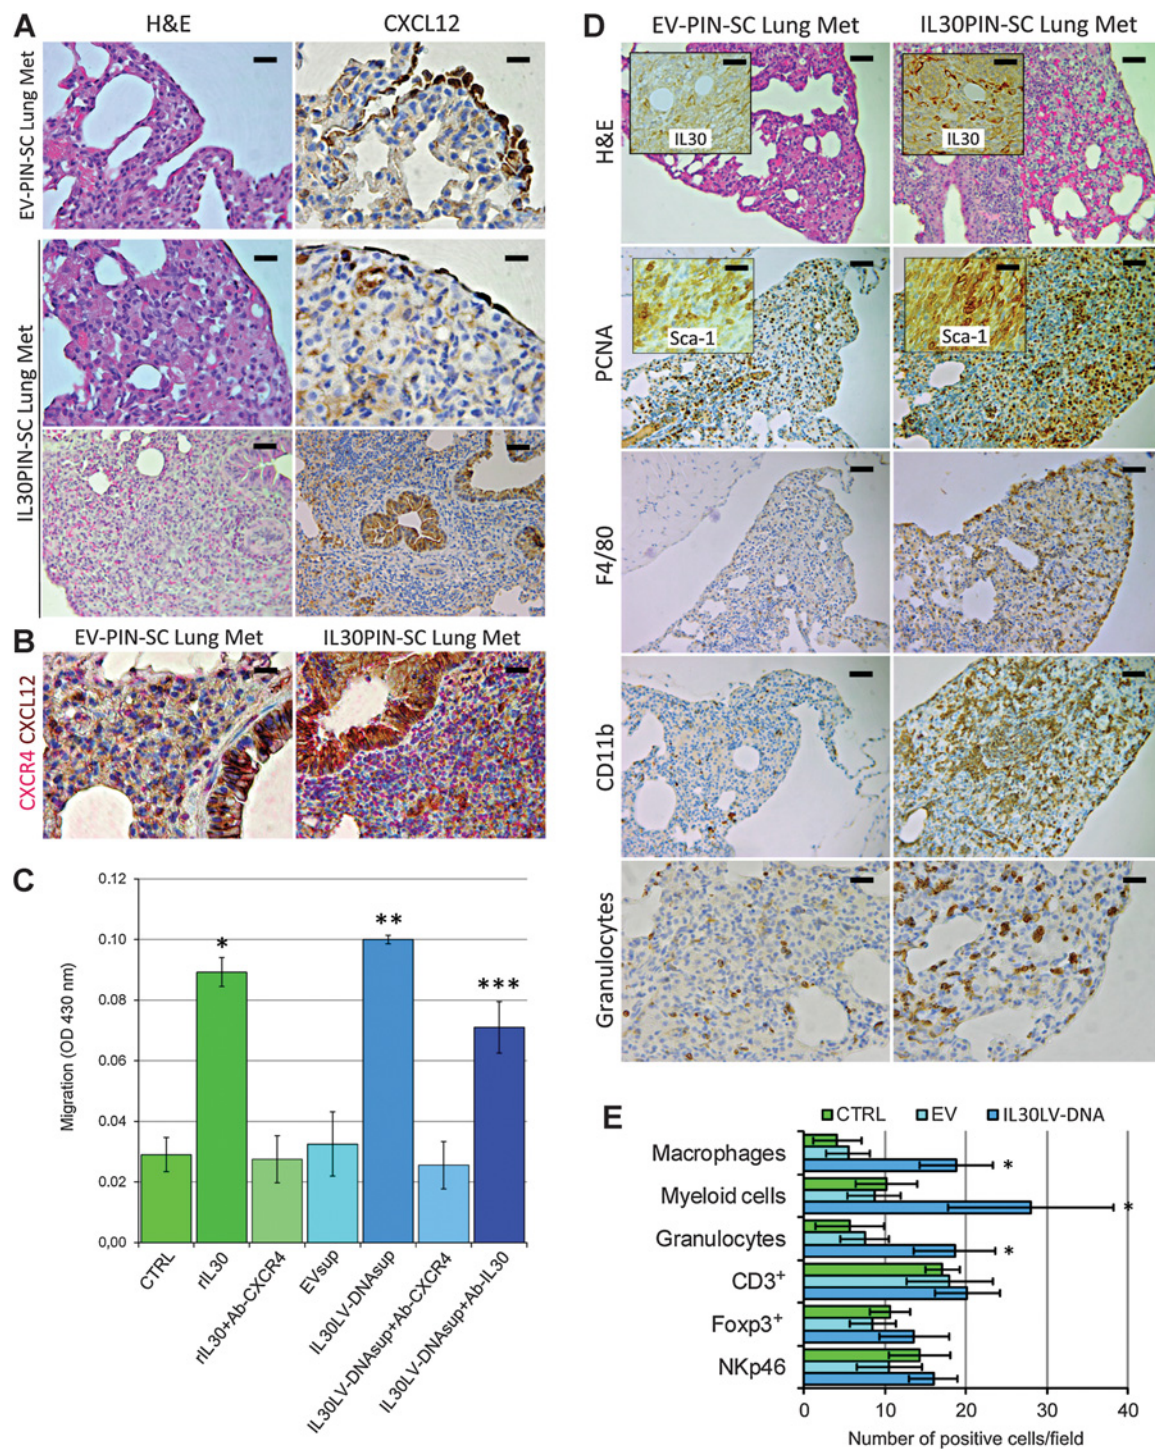 A
H&E
CXCL12
EV-PIN-SC Lung Met
IL30PIN-SC Lung Met
B
EV-PIN-SC Lung Met
IL30PIN-SC Lung Met
CXCR4 CXCL12
C
Migration (OD 430 nm)
0.12
0.10
0.08
0.06
0.04
0.02
0,00
*
**
***
CTRL
rIL30
rIL30+Ab-CXCR4
EVsup
IL30LV-DNAsup
IL30LV-DNAsup+Ab-CXCR4
IL30LV-DNAsup+Ab-IL30
D
EV-PIN-SC Lung Met
IL30PIN-SC Lung Met
H&E
IL30
IL30
PCNA
Sca-1
Sca-1
F4/80
CD11b
Granulocytes
E
CTRL
EV
IL30LV-DNA
Macrophages
*
Myeloid cells
*
Granulocytes
*
CD3+
Foxp3+
NKp46
0
10
20
30
40
Number of positive cells/field